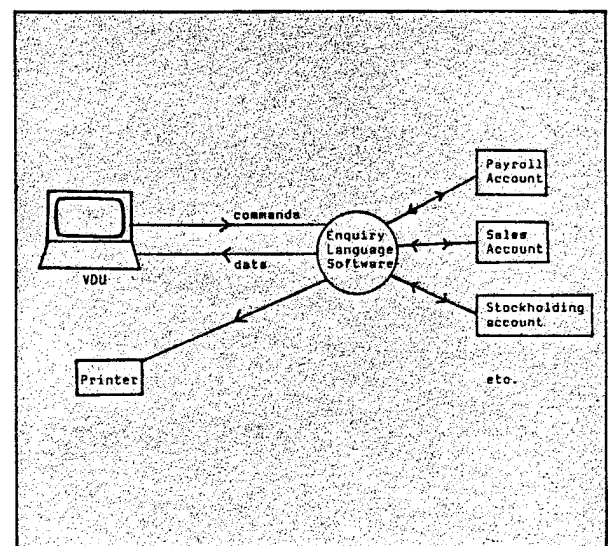 Payroll
Account
commands
Enquiry
Language
Software
Sales
Account
data
VDU
Stockholding
account
Printer
etc.